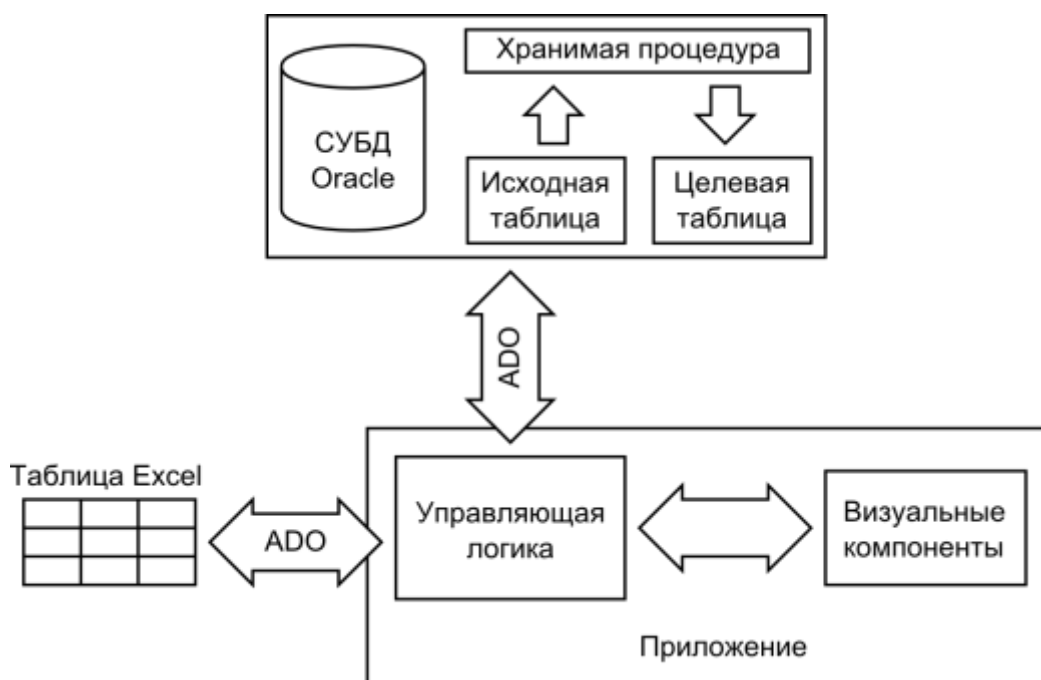 Хранимая процедура
СУБД
Oracle
Исходная
таблица
Целевая
таблица
ADO
Таблица Excel
ADO
Управляющая
логика
Визуальные
компоненты
Приложение